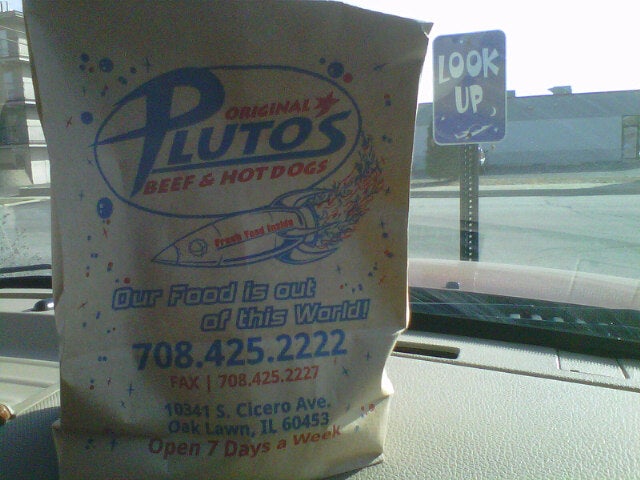 ORIGINAL
PLUTO'S
BEEF & HOT DOGS
Fresh Food Inside
Our Food is out
of this World!
708.425.2222
FAX | 708.425.2227
10341 S. Cicero Ave.
Oak Lawn, IL 60453
Open 7 Days a Week
LOOK
UP